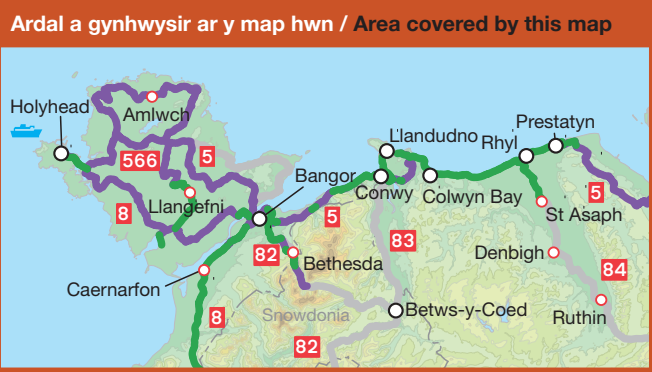 Ardal a gynhwysir ar y map hwn / Area covered by this map
Holyhead
Amlwch
Llandudno
Rhyl
Prestatyn
566
5
Bangor
Conwy
Colwyn Bay
5
8
Llangefni
5
St Asaph
82
Bethesda
83
Denbigh
84
Caernarfon
8
Snowdonia
Betws-y-Coed
Ruthin
82